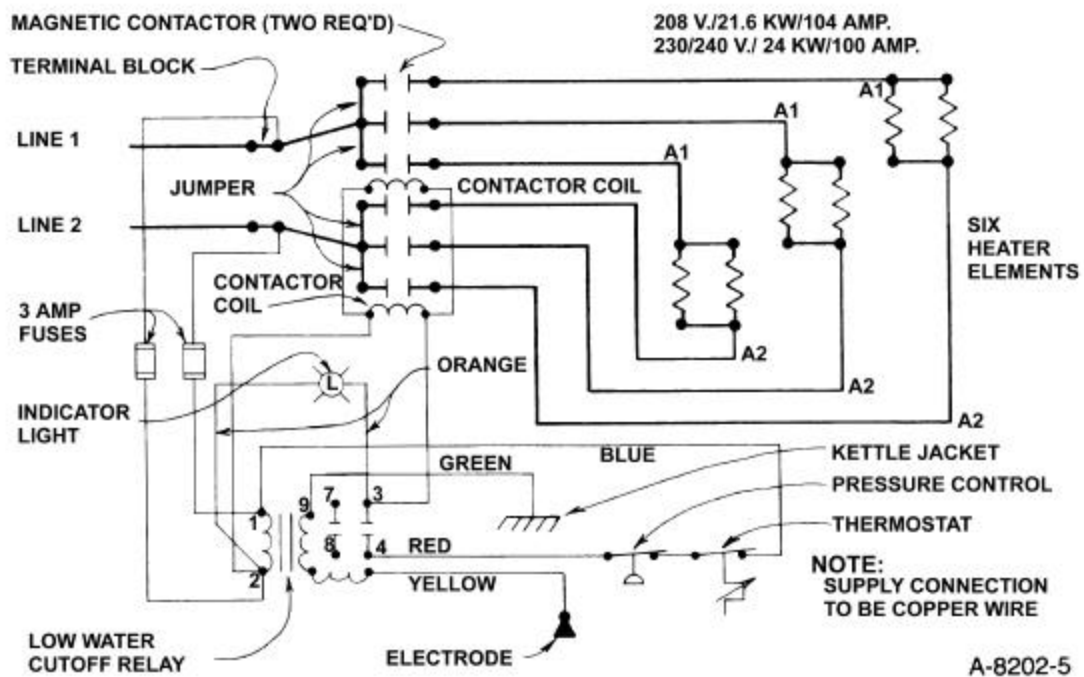 MAGNETIC CONTACTOR (TWO REQ'D)
208 V./21.6 KW/104 AMP.
230/240 V./ 24 KW/100 AMP.
TERMINAL BLOCK
A1
A1
LINE 1
A1
JUMPER
CONTACTOR COIL
LINE 2
SIX
HEATER
ELEMENTS
CONTACTOR
COIL
3 AMP
FUSES
A2
ORANGE
L
A2
INDICATOR
LIGHT
A2
BLUE
KETTLE JACKET
GREEN
PRESSURE CONTROL
7
3
9
1
THERMOSTAT
8
4
RED
NOTE:
SUPPLY CONNECTION
TO BE COPPER WIRE
2
YELLOW
LOW WATER
CUTOFF RELAY
ELECTRODE
A-8202-5